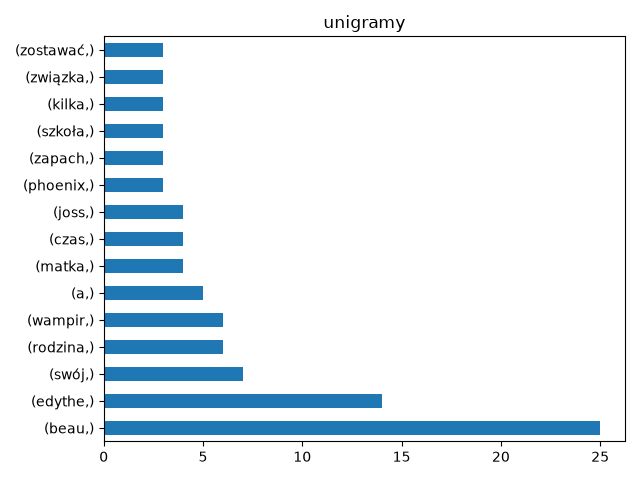 unigramy
(zostawać,)
(związka,)
(kilka,)
(szkoła,)
(zapach,)
(phoenix,)
(joss,)
(czas,)
(matka,)
(a,)
(wampir,)
(rodzina,)
(swój,)
(edythe,)
(beau,)
0 5 10 15 20 25